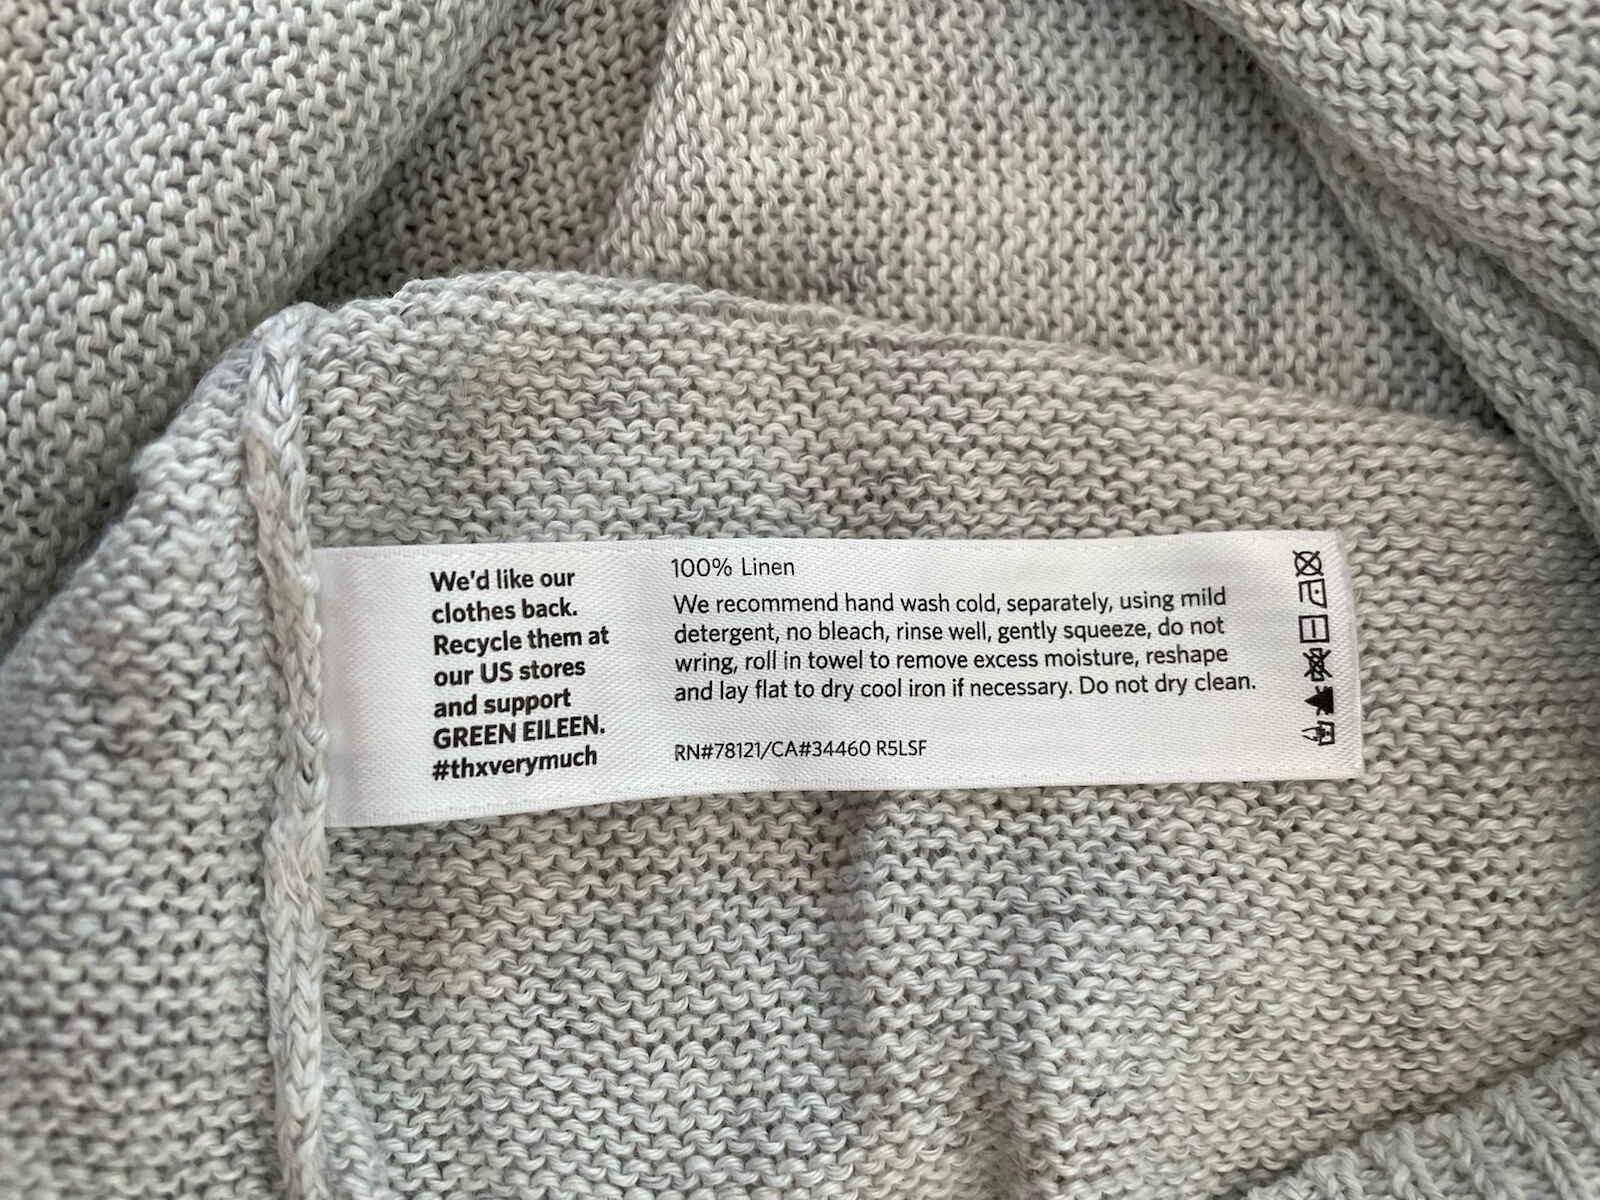 We'd like our
clothes back.
Recycle them at
our US stores
and support
GREEN EILEEN.
#thxverymuch
100% Linen
We recommend hand wash cold, separately, using mild
detergent, no bleach, rinse well, gently squeeze, do not
wring, roll in towel to remove excess moisture, reshape
and lay flat to dry cool iron if necessary. Do not dry clean.
RN#78121/CA#34460 R5LSF